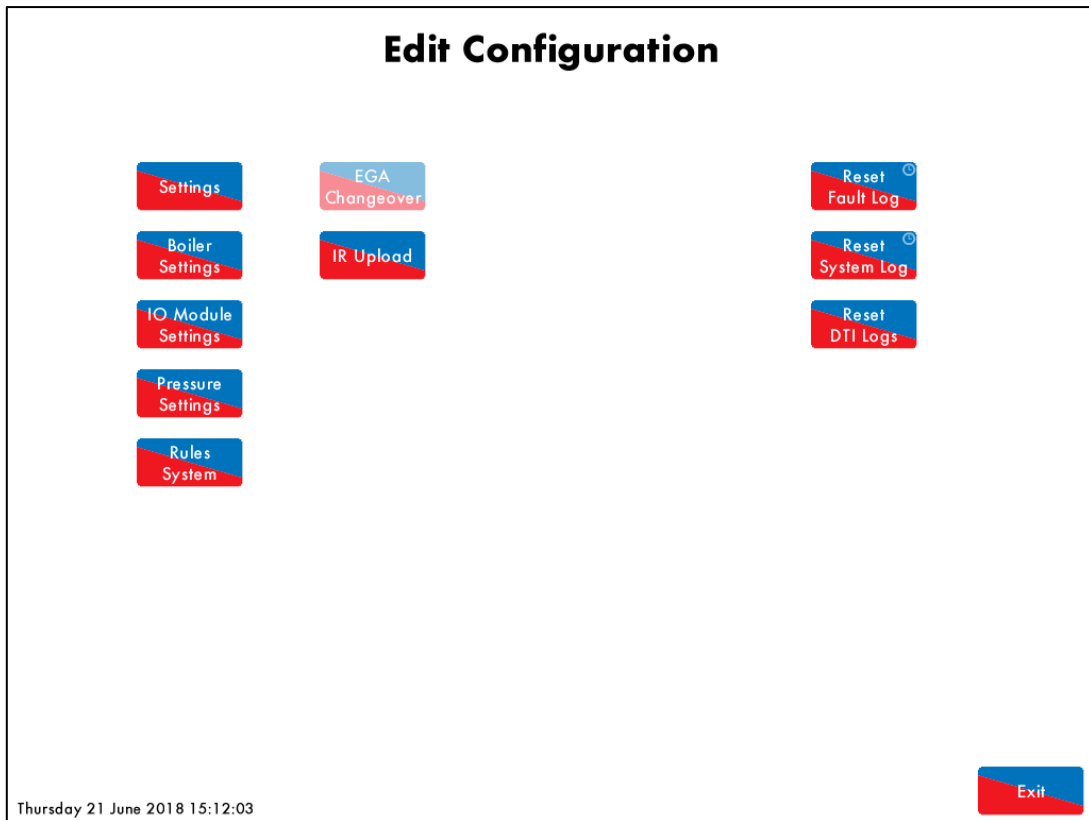 Edit Configuration
Settings
EGA
Changeover
Reset
Fault Log
Boiler
Settings
IR Upload
Reset
System Log
IO Module
Settings
Reset
DTI Logs
Pressure
Settings
Rules
System
Exit
Thursday 21 June 2018 15:12:03